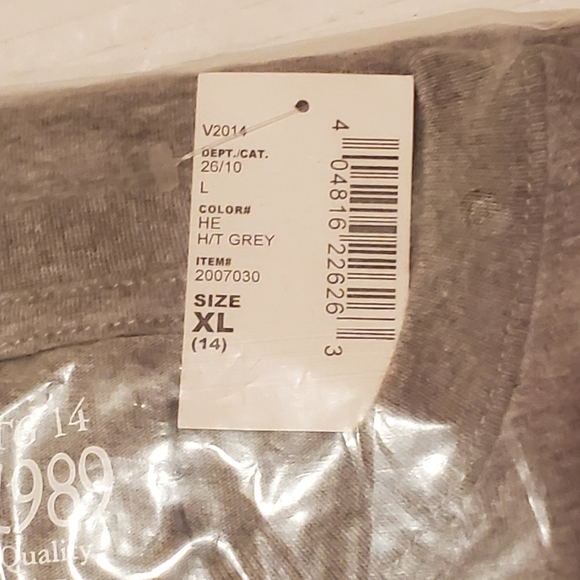 V2014
DEPT./CAT.
26/10
L
COLOR#
HE
H/T GREY
ITEM#
2007030
SIZE
XL
(14)
4 04816 22626 3
14
1989
Quality